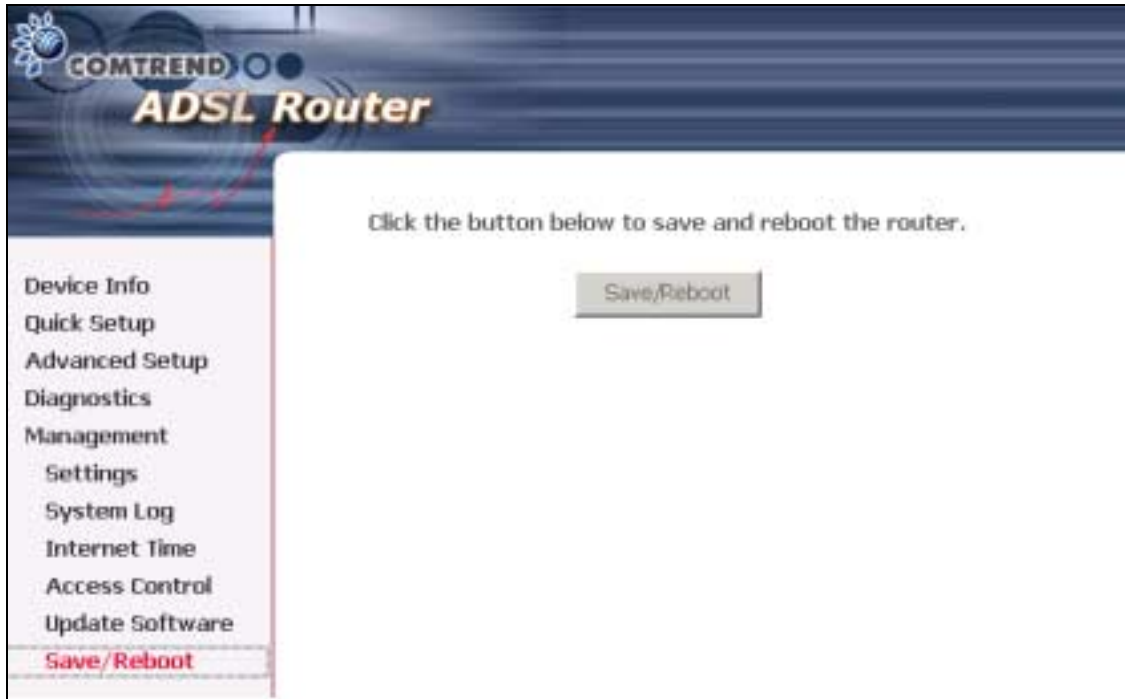 COMTREND
ADSL Router
Click the button below to save and reboot the router.
Save/Reboot
Device Info
Quick Setup
Advanced Setup
Diagnostics
Management
Settings
System Log
Internet Time
Access Control
Update Software
Save/Reboot